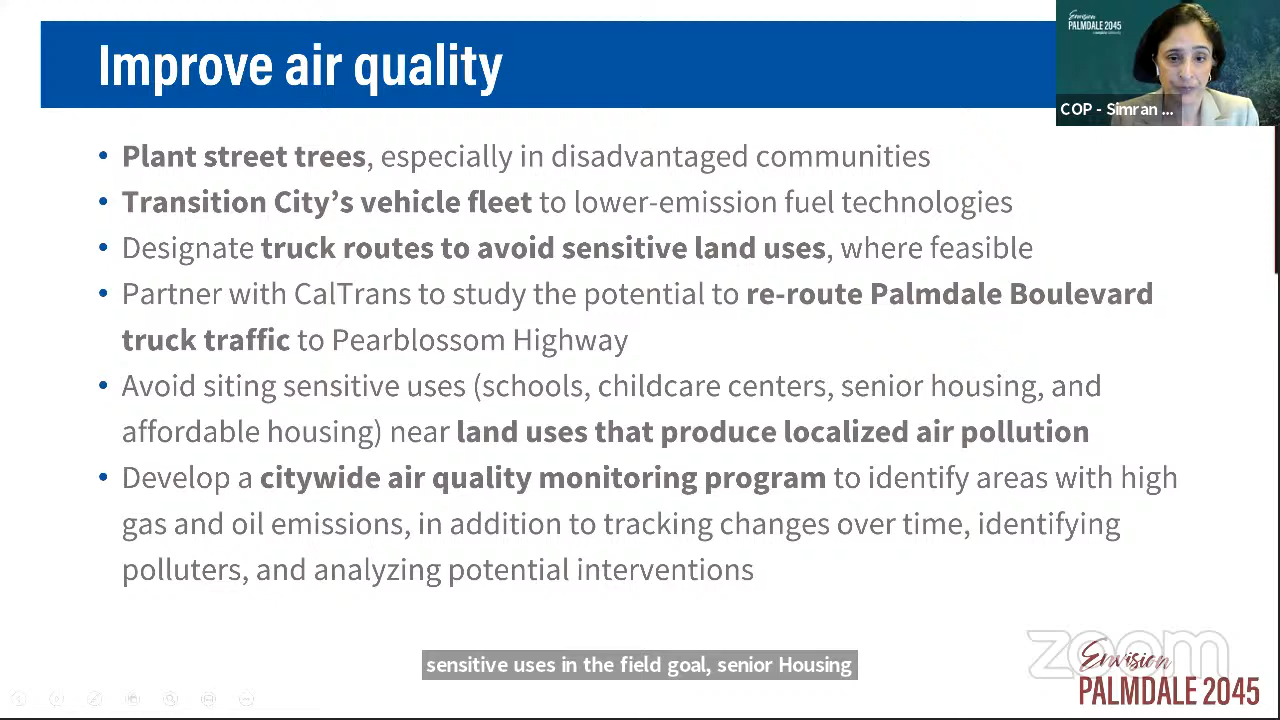 Improve air quality
Envision
PALMDALE 2045
COP - Simran ...
• Plant street trees, especially in disadvantaged communities
• Transition City’s vehicle fleet to lower-emission fuel technologies
• Designate truck routes to avoid sensitive land uses, where feasible
• Partner with CalTrans to study the potential to re-route Palmdale Boulevard
truck traffic to Pearblossom Highway
• Avoid siting sensitive uses (schools, childcare centers, senior housing, and
affordable housing) near land uses that produce localized air pollution
• Develop a citywide air quality monitoring program to identify areas with high
gas and oil emissions, in addition to tracking changes over time, identifying
polluters, and analyzing potential interventions
sensitive uses in the field goal, senior Housing
zoom
Envision
PALMDALE 2045